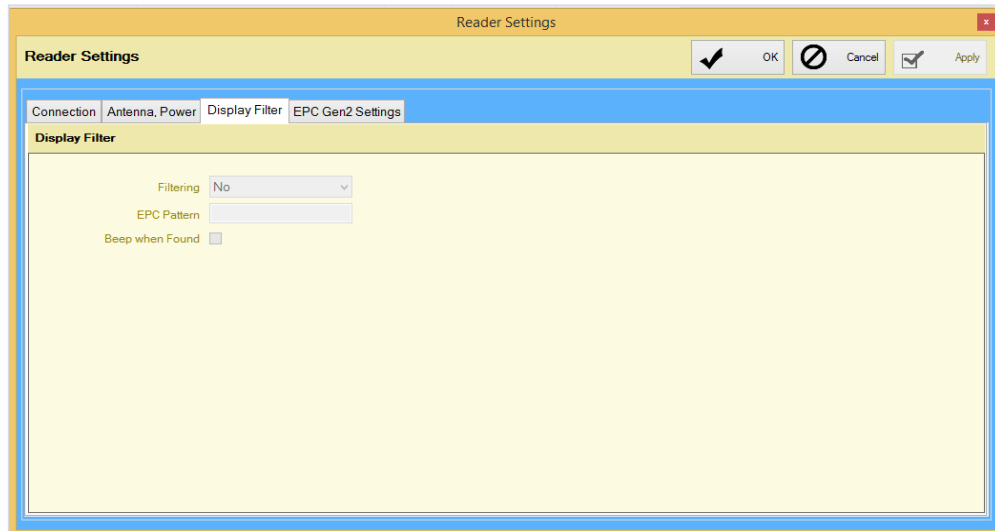 Reader Settings
x
Reader Settings
OK
Cancel
Apply
Connection
Antenna, Power
Display Filter
EPC Gen2 Settings
Display Filter
Filtering
No
EPC Pattern
Beep when Found